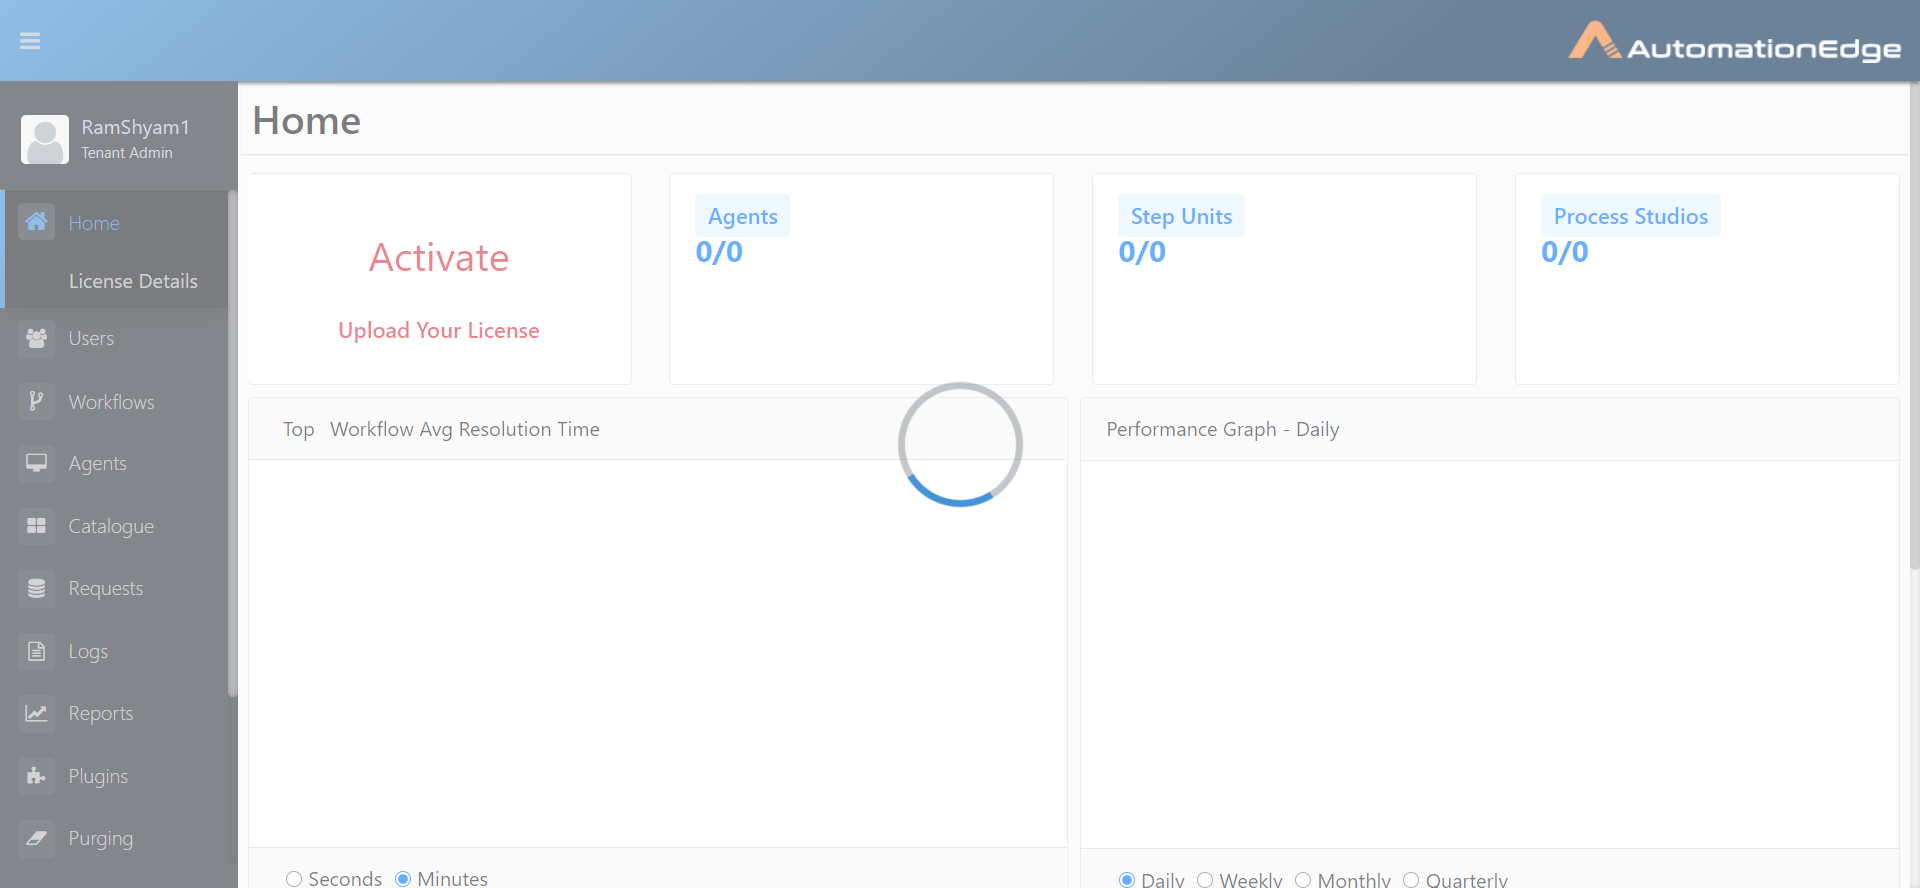 AutomationEdge
RamShyam1
Tenant Admin
Home
License Details
Users
Workflows
Agents
Catalogue
Requests
Logs
Reports
Plugins
Purging
Home
Activate
Upload Your License
Agents
0/0
Step Units
0/0
Process Studios
0/0
Top Workflow Avg Resolution Time
Seconds Minutes
Performance Graph - Daily
Daily Weekly Monthly Quarterly